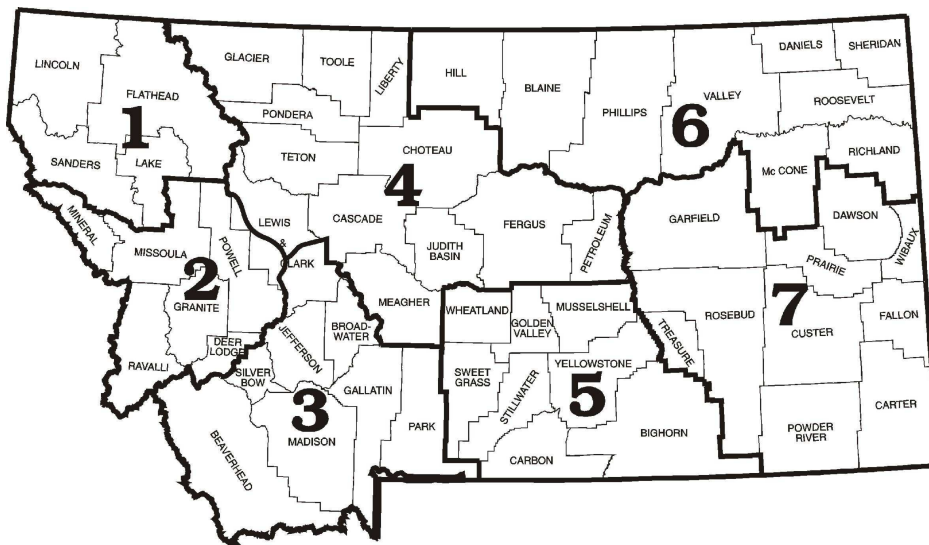 LINCOLN
FLATHEAD
1
SANDERS
LAKE
GLACIER
TOOLE
LIBERTY
PONDERA
TETON
CHOTEAU
4
LEWIS
&
CLARK
CASCADE
JUDITH
BASIN
FERGUS
PETROLEUM
MEAGHER
HILL
BLAINE
PHILLIPS
VALLEY
6
DANIELS
SHERIDAN
ROOSEVELT
RICHLAND
Mc CONE
MINERAL
MISSOULA
POWELL
2
GRANITE
DEER
LODGE
RAVALLI
SILVER
BOW
JEFFERSON
BROAD-
WATER
GALLATIN
3
MADISON
PARK
BEAVERHEAD
WHEATLAND
GOLDEN
VALLEY
MUSSELSHELL
SWEET
GRASS
STILLWATER
YELLOWSTONE
5
CARBON
BIGHORN
GARFIELD
DAWSON
WIBAUX
PRAIRIE
7
ROSEBUD
TREASURE
CUSTER
FALLON
POWDER
RIVER
CARTER